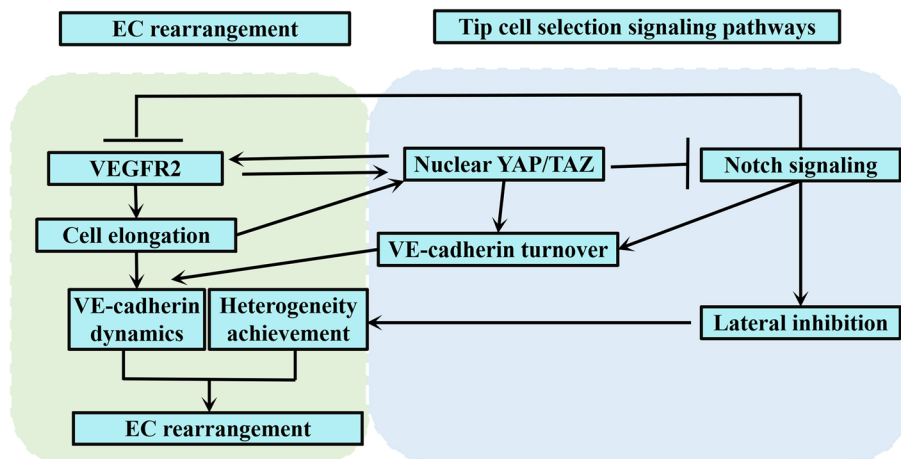 EC rearrangement
Tip cell selection signaling pathways
VEGFR2
Nuclear YAP/TAZ
Notch signaling
Cell elongation
VE-cadherin turnover
VE-cadherin
dynamics
Heterogeneity
achievement
Lateral inhibition
EC rearrangement